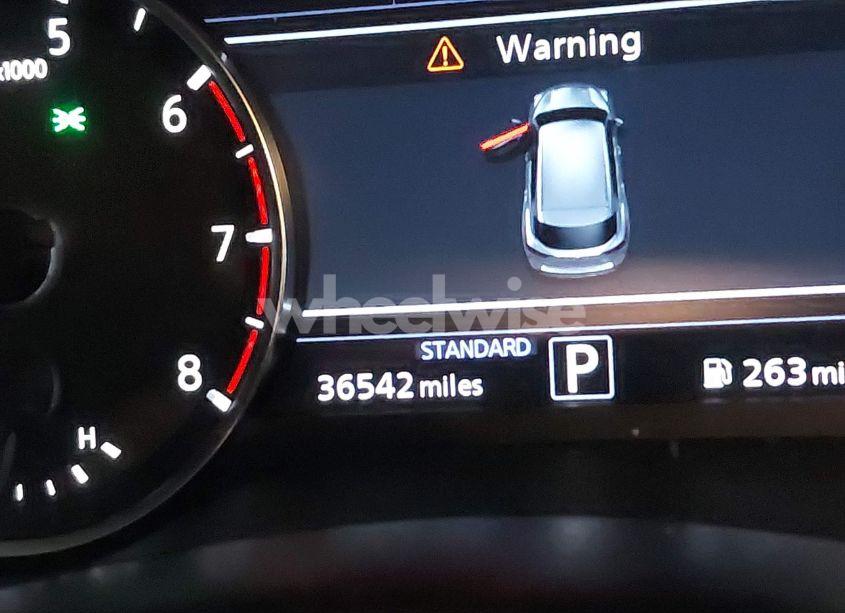 5
x1000
Warning
6
7
8
H
wheelwise
STANDARD
36542 miles
P
263 mi